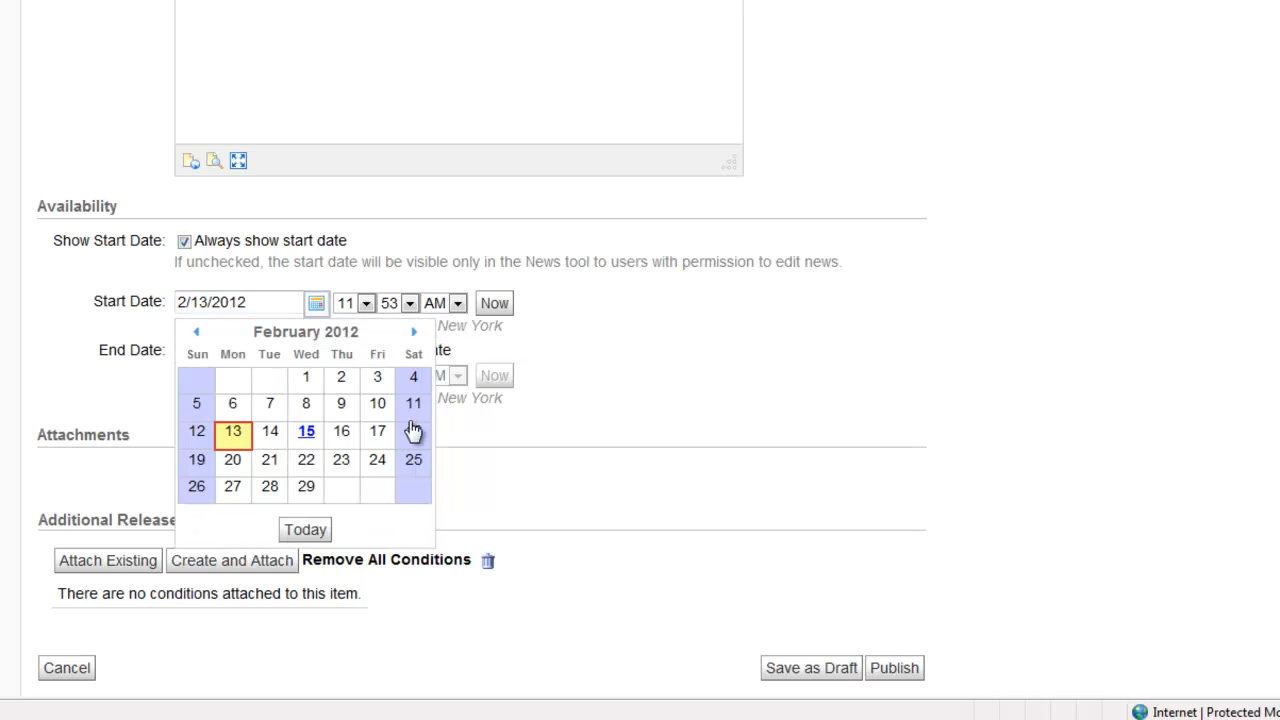 Availability
Show Start Date: Always show start date
If unchecked, the start date will be visible only in the News tool to users with permission to edit news.
Start Date: 2/13/2012 11 53 AM Now
New York
February 2012
Sun Mon Tue Wed Thu Fri Sat
1 2 3 4
5 6 7 8 9 10 11
12 13 14 15 16 17
19 20 21 22 23 24 25
26 27 28 29
Today
End Date:
Now
New York
Attachments
Additional Release
Attach Existing Create and Attach Remove All Conditions
There are no conditions attached to this item.
Cancel Save as Draft Publish
Internet | Protected Mo